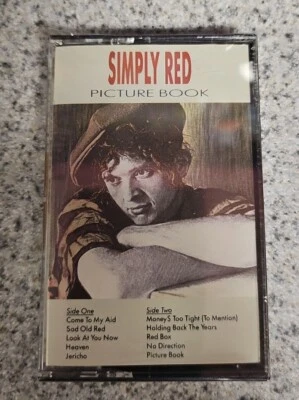 SIMPLY RED
PICTURE BOOK
Side One
Come To My Aid
Sad Old Red
Look At You Now
Heaven
Jericho
Side Two
Money$ Too Tight (To Mention)
Holding Back The Years
Red Box
No Direction
Picture Book